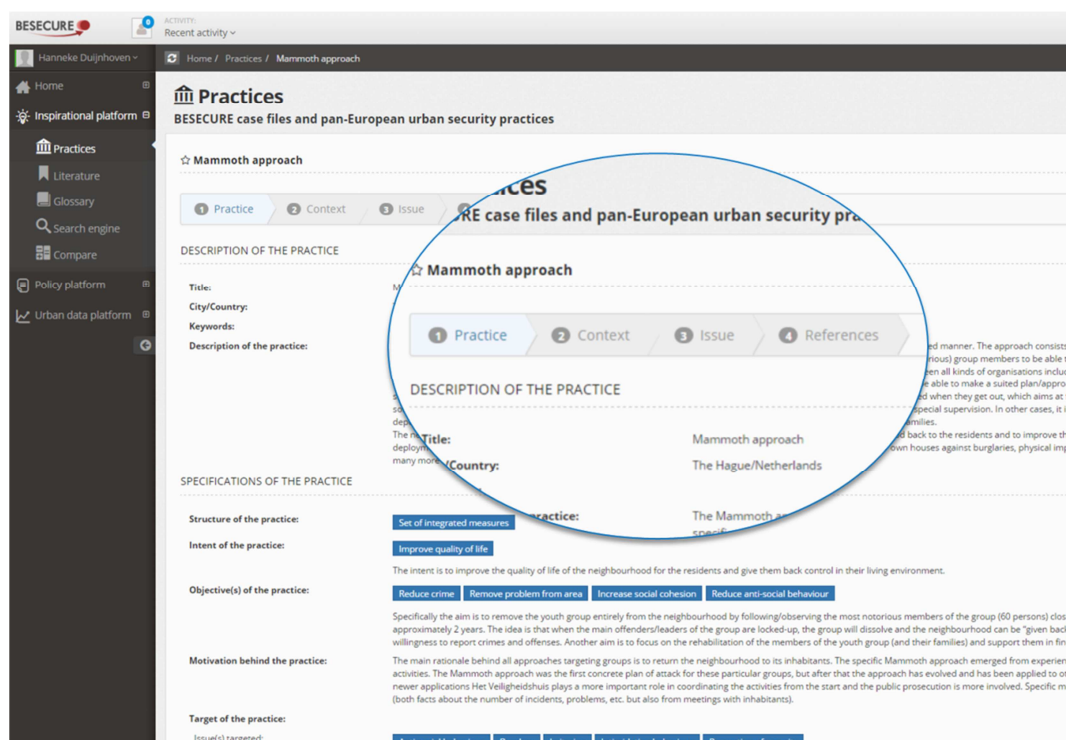 BESECURE
0
ACTIVITY:
Recent activity
Hanneke Duijnhoven
Home / Practices / Mammoth approach
Home
Inspirational platform
Practices
Literature
Glossary
Search engine
Compare
Policy platform
Urban data platform
Practices
BESECURE case files and pan-European urban security practices
Mammoth approach
1 Practice 2 Context 3 Issue
DESCRIPTION OF THE PRACTICE
Title:
City/Country:
Keywords:
Description of the practice:
RE case files and pan-European urban security
Mammoth approach
1 Practice 2 Context 3 Issue 4 References
DESCRIPTION OF THE PRACTICE
Title: Mammoth approach
/Country: The Hague/Netherlands
practice: The Mammoth
ed manner. The approach consists
rious) group members to be able
een all kinds of organisations
e able to make a suited
ed when they get out, which aims at
special supervision. In other cases, it
amilies.
d back to the residents and to improve
own houses against burglaries, physical
The
many more
SPECIFICATIONS OF THE PRACTICE
Structure of the practice: Set of integrated measures
Intent of the practice: Improve quality of life
The intent is to improve the quality of life of the neighbourhood for the residents and give them back control in their living environment.
Objective(s) of the practice: Reduce crime Remove problem from area Increase social cohesion Reduce anti-social behaviour
Specifically the aim is to remove the youth group entirely from the neighbourhood by following/observing the most notorious members of the group (60 persons) clos
approximately 2 years. The idea is that when the main offenders/leaders of the group are locked-up, the group will dissolve and the neighbourhood can be "given back
willingness to report crimes and offenses. Another aim is to focus on the rehabilitation of the members of the youth group (and their families) and support them in fin
Motivation behind the practice: The main rationale behind all approaches targeting groups is to return the neighbourhood to its inhabitants. The specific Mammoth approach emerged from experien
activities. The Mammoth approach was the first concrete plan of attack for these particular groups, but after that the approach has evolved and has been applied to ot
newer applications Het Veiligheidshuis plays a more important role in coordinating the activities from the start and the public prosecution is more involved. Specific m
(both facts about the number of incidents, problems, etc. but also from meetings with inhabitants).
Target of the practice:
Issue(s) targeted: